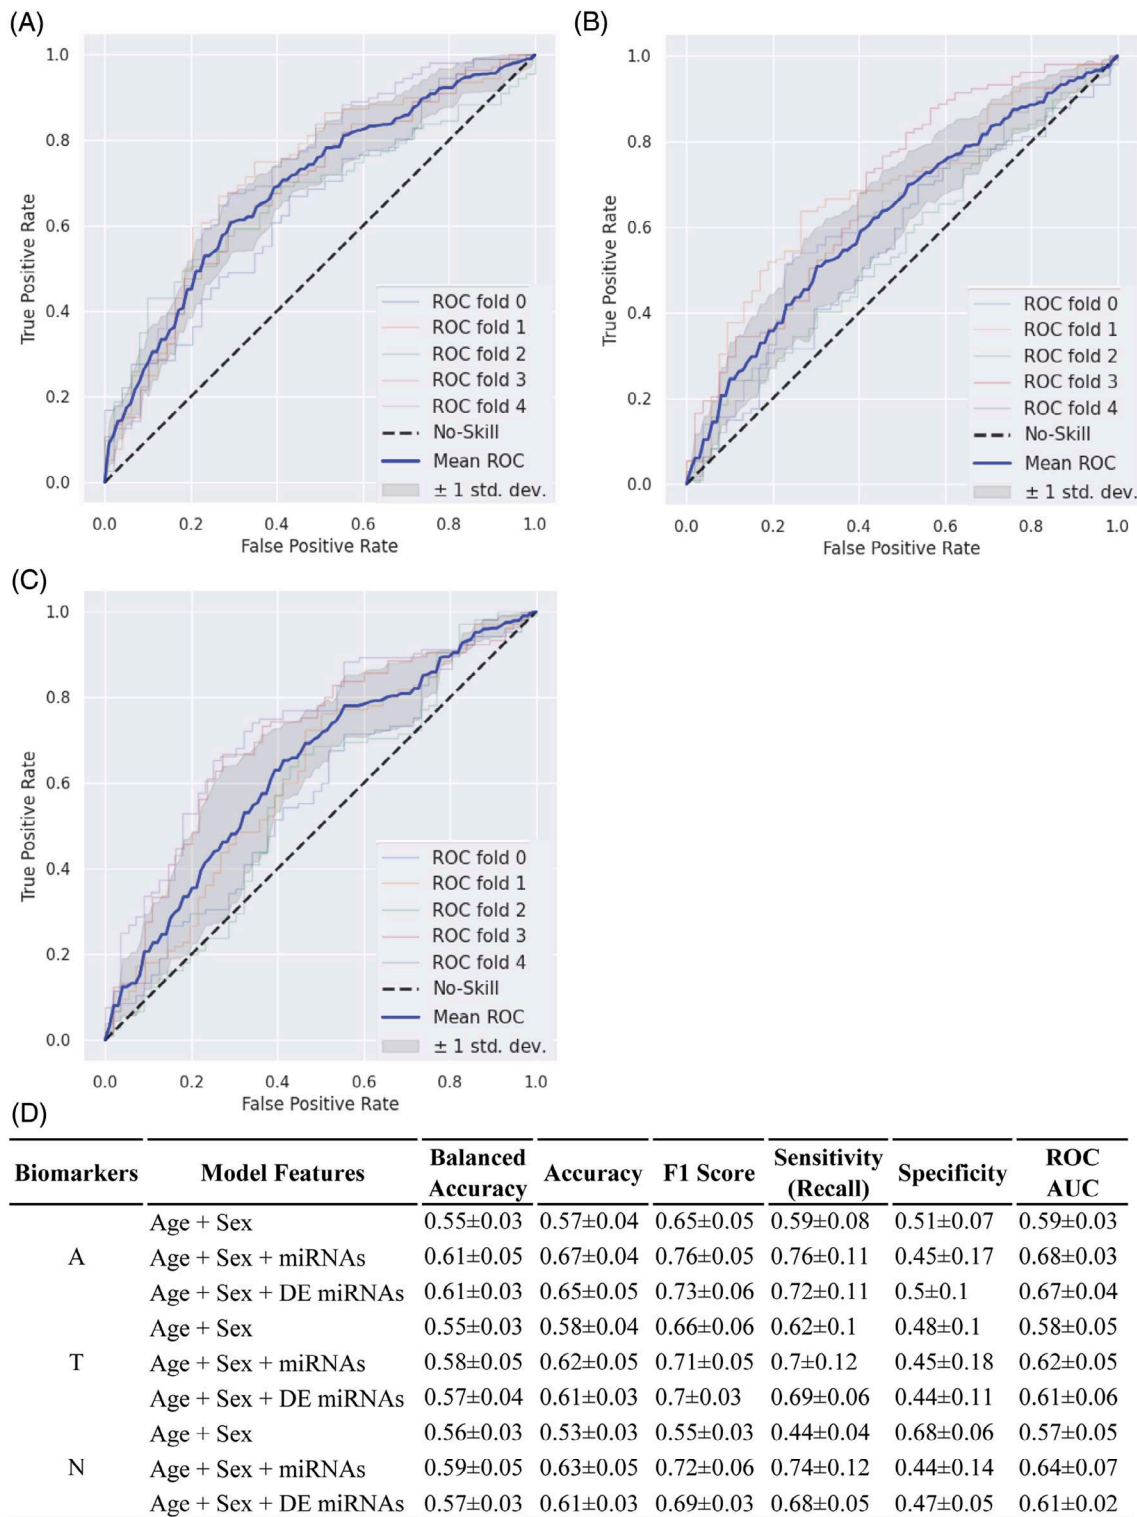 (A)
1.0
0.8
0.6
0.4
0.2
0.0
True Positive Rate
ROC fold 0
ROC fold 1
ROC fold 2
ROC fold 3
ROC fold 4
No-Skill
Mean ROC
± 1 std. dev.
0.0 0.2 0.4 0.6 0.8 1.0
False Positive Rate
(B)
1.0
0.8
0.6
0.4
0.2
0.0
True Positive Rate
ROC fold 0
ROC fold 1
ROC fold 2
ROC fold 3
ROC fold 4
No-Skill
Mean ROC
± 1 std. dev.
0.0 0.2 0.4 0.6 0.8 1.0
False Positive Rate
(C)
1.0
0.8
0.6
0.4
0.2
0.0
True Positive Rate
ROC fold 0
ROC fold 1
ROC fold 2
ROC fold 3
ROC fold 4
No-Skill
Mean ROC
± 1 std. dev.
0.0 0.2 0.4 0.6 0.8 1.0
False Positive Rate
(D)
Biomarkers Model Features Balanced Accuracy Accuracy F1 Score Sensitivity (Recall) Specificity ROC AUC
Age + Sex 0.55±0.03 0.57±0.04 0.65±0.05 0.59±0.08 0.51±0.07 0.59±0.03
A Age + Sex + miRNAs 0.61±0.05 0.67±0.04 0.76±0.05 0.76±0.11 0.45±0.17 0.68±0.03
Age + Sex + DE miRNAs 0.61±0.03 0.65±0.05 0.73±0.06 0.72±0.11 0.5±0.1 0.67±0.04
Age + Sex 0.55±0.03 0.58±0.04 0.66±0.06 0.62±0.1 0.48±0.1 0.58±0.05
T Age + Sex + miRNAs 0.58±0.05 0.62±0.05 0.71±0.05 0.7±0.12 0.45±0.18 0.62±0.05
Age + Sex + DE miRNAs 0.57±0.04 0.61±0.03 0.7±0.03 0.69±0.06 0.44±0.11 0.61±0.06
Age + Sex 0.56±0.03 0.53±0.03 0.55±0.03 0.44±0.04 0.68±0.06 0.57±0.05
N Age + Sex + miRNAs 0.59±0.05 0.63±0.05 0.72±0.06 0.74±0.12 0.44±0.14 0.64±0.07
Age + Sex + DE miRNAs 0.57±0.03 0.61±0.03 0.69±0.03 0.68±0.05 0.47±0.05 0.61±0.02